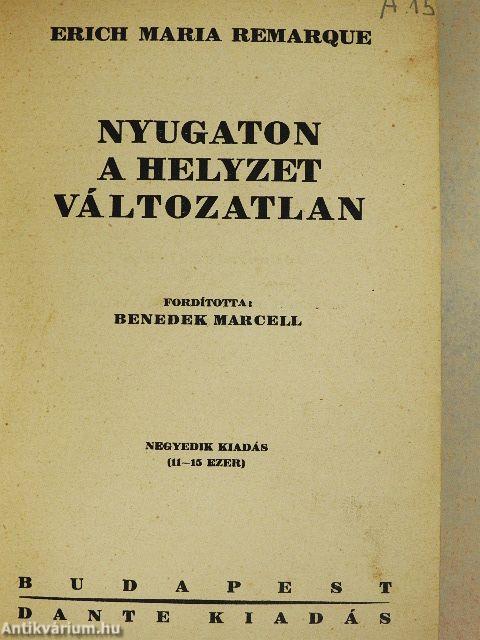 A 15
ERICH MARIA REMARQUE
NYUGATON
A HELYZET
VÁLTOZATLAN
FORDÍTOTTA:
BENEDEK MARCELL
NEGYEDIK KIADÁS
(11—15 EZER)
BUDAPEST
DANTE KIADÁS
Antikvárium.hu